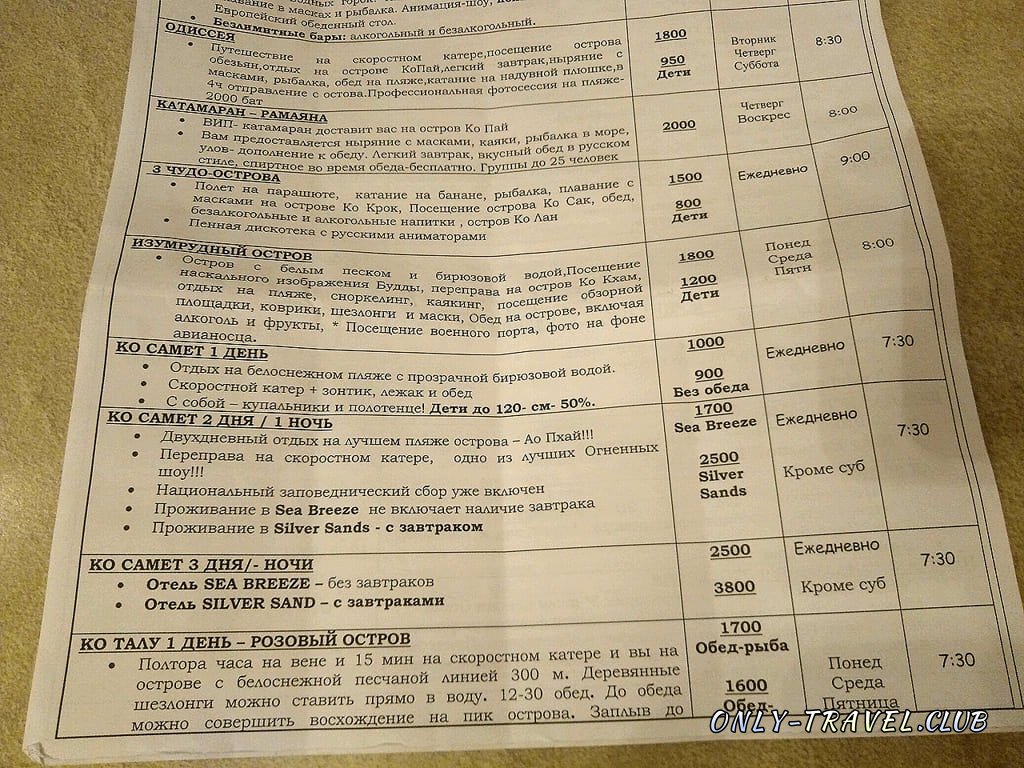 плавание в масках и рыбалка. Анимация-шоу,
Европейский обеденный стол.
• Безлимитные бары: алкогольный и безалкогольный.
ОДИССЕЯ
• Путешествие на скоростном катере,посещение острова
обезьян,отдых на острове КоПай,легкий завтрак,ныряние с
масками, рыбалка, обед на пляже,катание на надувной плюшке,в
4ч отправление с остова.Профессиональная фотосессия на пляже-
2000 бат
1800
950
Дети
Вторник
Четверг
Суббота
8:30
КАТАМАРАН – РАМАЯНА
• ВИП- катамаран доставит вас на остров Ко Пай
• Вам предоставляется ныряние с масками, каяки, рыбалка в море,
улов- дополнение к обеду. Легкий завтрак, вкусный обед в русском
стиле, спиртное во время обеда-бесплатно. Группы до 25 человек
2000
Четверг
Воскрес
8:00
3 ЧУДО-ОСТРОВА
• Полет на парашюте, катание на банане, рыбалка, плавание с
масками на острове Ко Крок, Посещение острова Ко Сак, обед,
безалкогольные и алкогольные напитки , остров Ко Лан
• Пенная дискотека с русскими аниматорами
1500
800
Дети
Ежедневно
9:00
ИЗУМРУДНЫЙ ОСТРОВ
• Остров с белым песком и бирюзовой водой,Посещение
наскального изображения Будды, переправа на остров Ко Кхам,
отдых на пляже, сноркелинг, каякинг, посещение обзорной
площадки, коврики, шезлонги и маски, Обед на острове, включая
алкоголь и фрукты, * Посещение военного порта, фото на фоне
авианосца.
1800
1200
Дети
Понед
Среда
Пятн
8:00
КО САМЕТ 1 ДЕНЬ
• Отдых на белоснежном пляже с прозрачной бирюзовой водой.
• Скоростной катер + зонтик, лежак и обед
• С собой – купальники и полотенце! Дети до 120- см- 50%.
1000
900
Без обеда
Ежедневно
7:30
КО САМЕТ 2 ДНЯ / 1 НОЧЬ
• Двухдневный отдых на лучшем пляже острова – Ао Пхай!!!
• Переправа на скоростном катере, одно из лучших Огненных
шоу!!!
• Национальный заповеднический сбор уже включен
• Проживание в Sea Breeze не включает наличие завтрака
• Проживание в Silver Sands - с завтраком
1700
Sea Breeze
2500
Silver
Sands
Ежедневно
Кроме суб
7:30
КО САМЕТ 3 ДНЯ/- НОЧИ
• Отель SEA BREEZE – без завтраков
• Отель SILVER SAND – с завтраками
2500
3800
Ежедневно
Кроме суб
7:30
КО ТАЛУ 1 ДЕНЬ – РОЗОВЫЙ ОСТРОВ
• Полтора часа на вене и 15 мин на скоростном катере и вы на
острове с белоснежной песчаной линией 300 м. Деревянные
шезлонги можно ставить прямо в воду. 12-30 обед. До обеда
можно совершить восхождение на пик острова. Заплыв до
1700
Обед-рыба
1600
Обед-
Понед
Среда
Пятница
7:30
ONLY-TRAVEL.CLUB